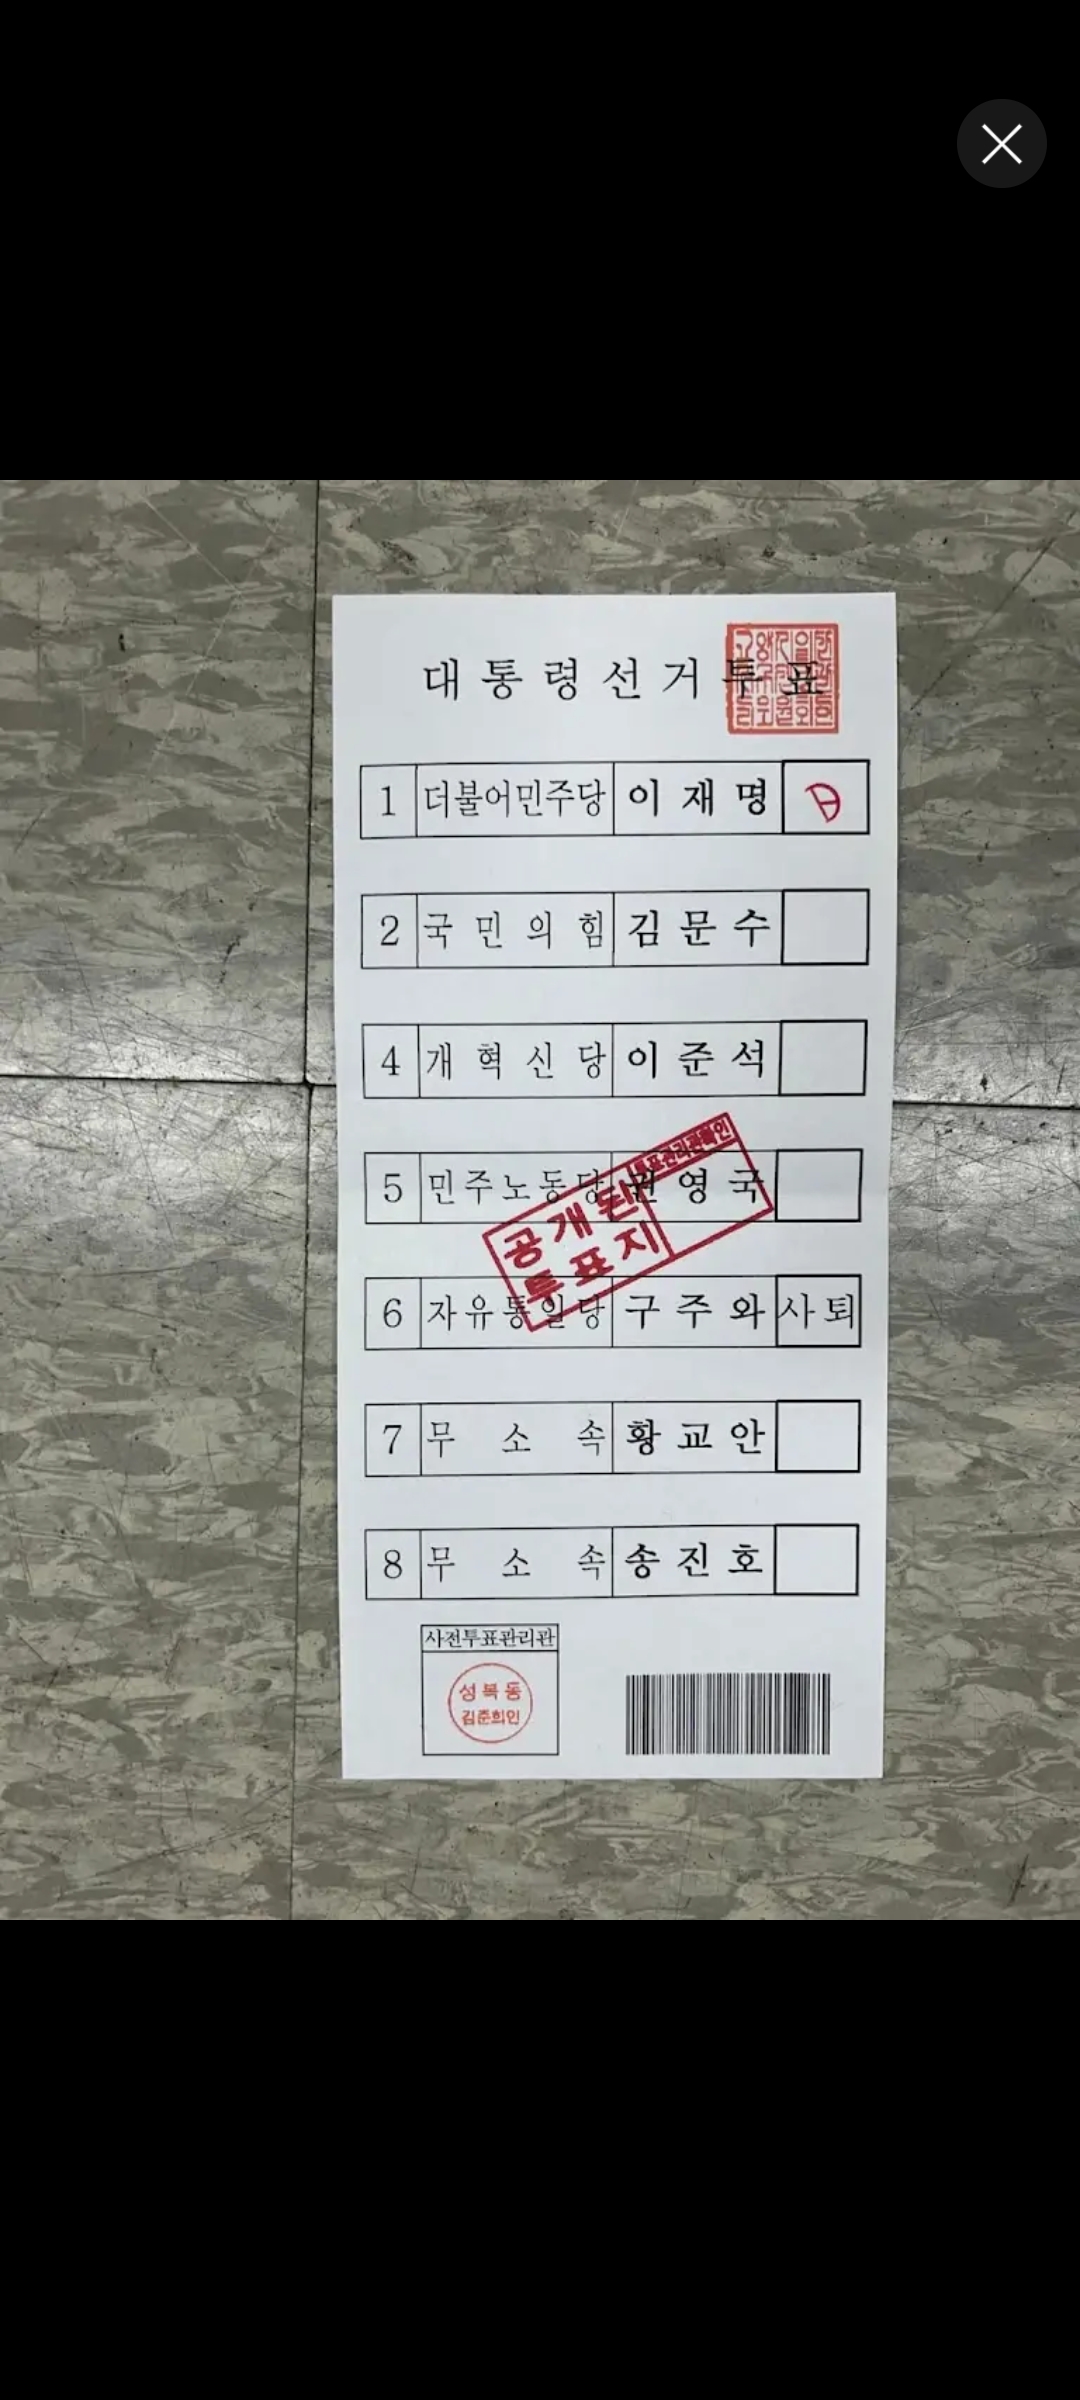 대통령선거투표
1 더불어민주당 이재명
2 국민의힘 김문수
4 개혁신당 이준석
5 민주노동당 권영국
투표관리관확인
공개된
투표지
6 자유통일당 구주와 사퇴
7 무소속 황교안
8 무소속 송진호
사전투표관리관
성복동
김준희인